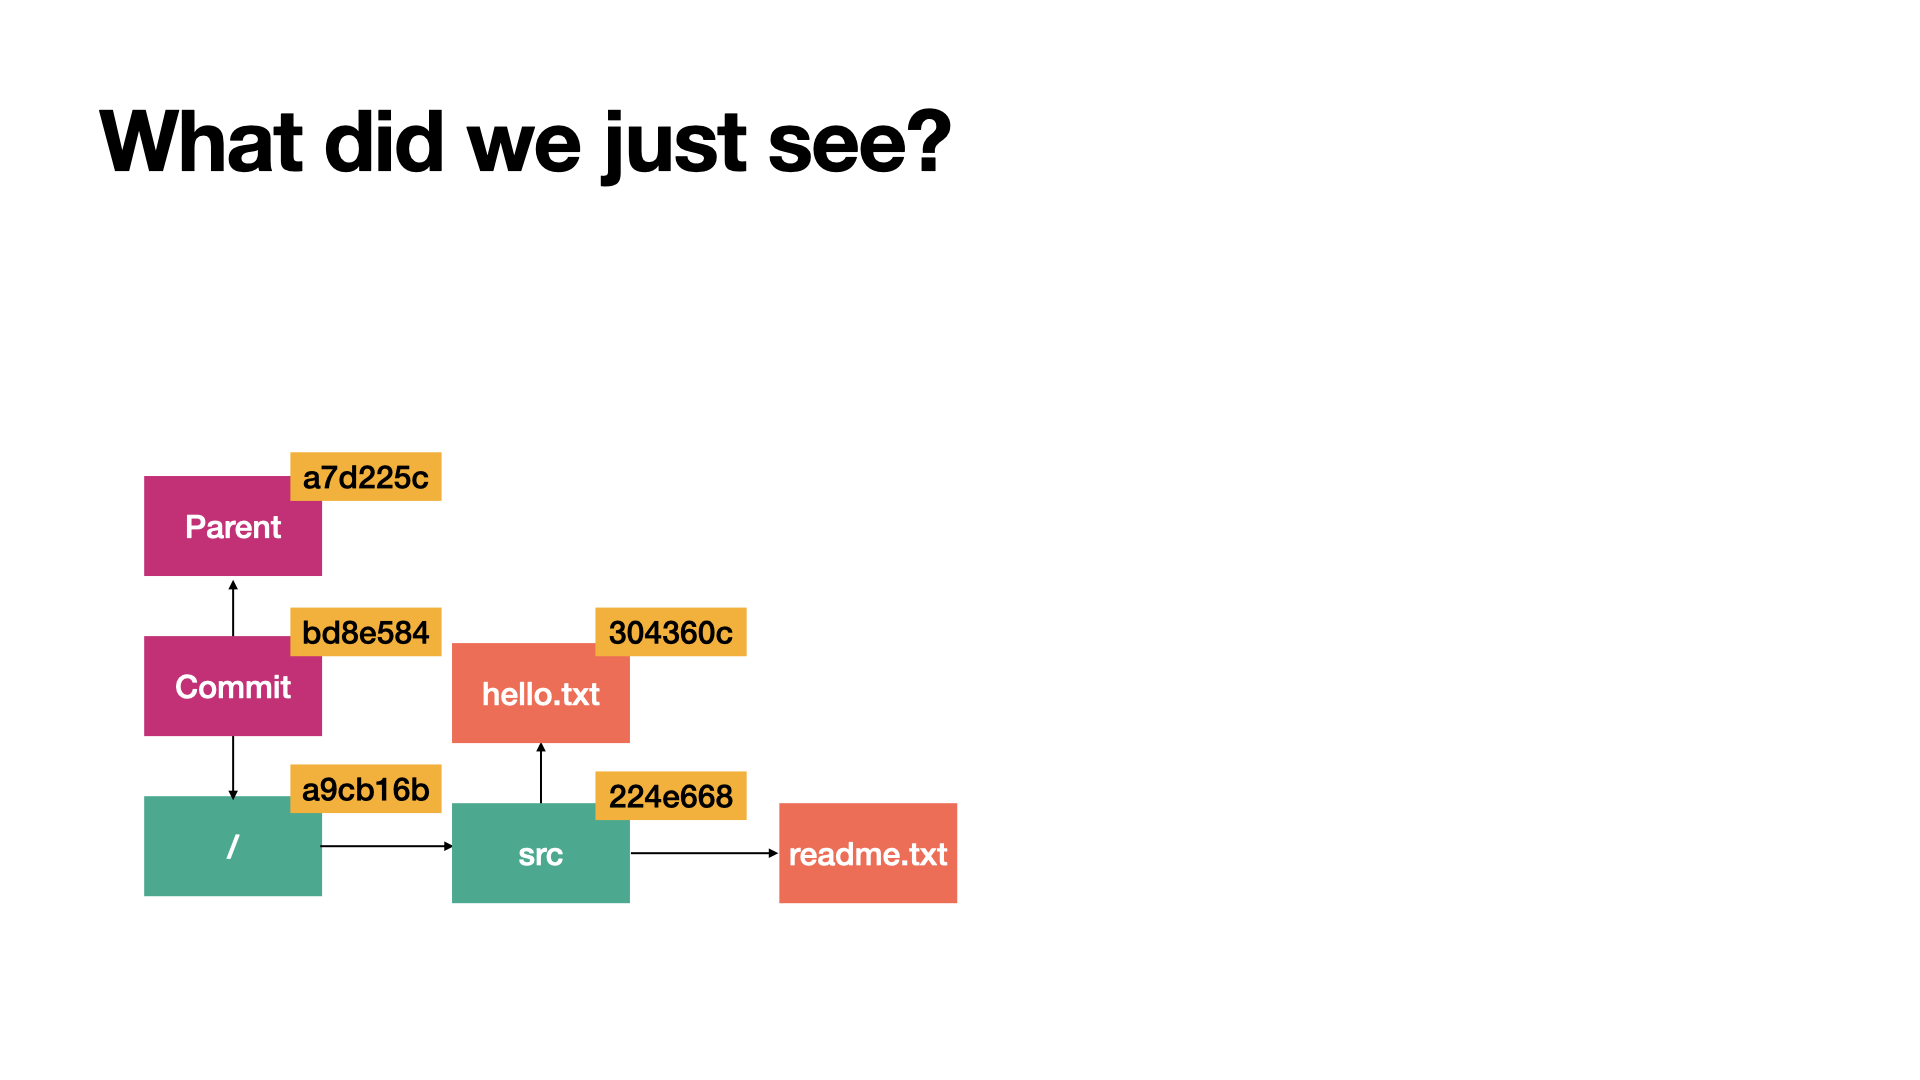 What did we just see?
a7d225c
Parent
bd8e584
Commit
304360c
hello.txt
a9cb16b
/
224e668
src
readme.txt